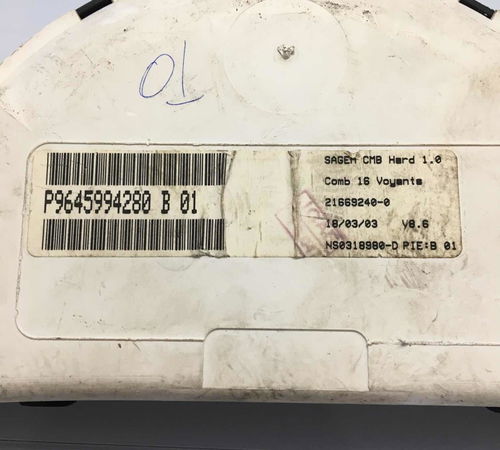 01
P9645994280 B 01
SAGEM CMB Hard 1.0
Comb 16 Voyants
21669240-0
18/03/03 V8.6
NS0318980-D PIE:B 01